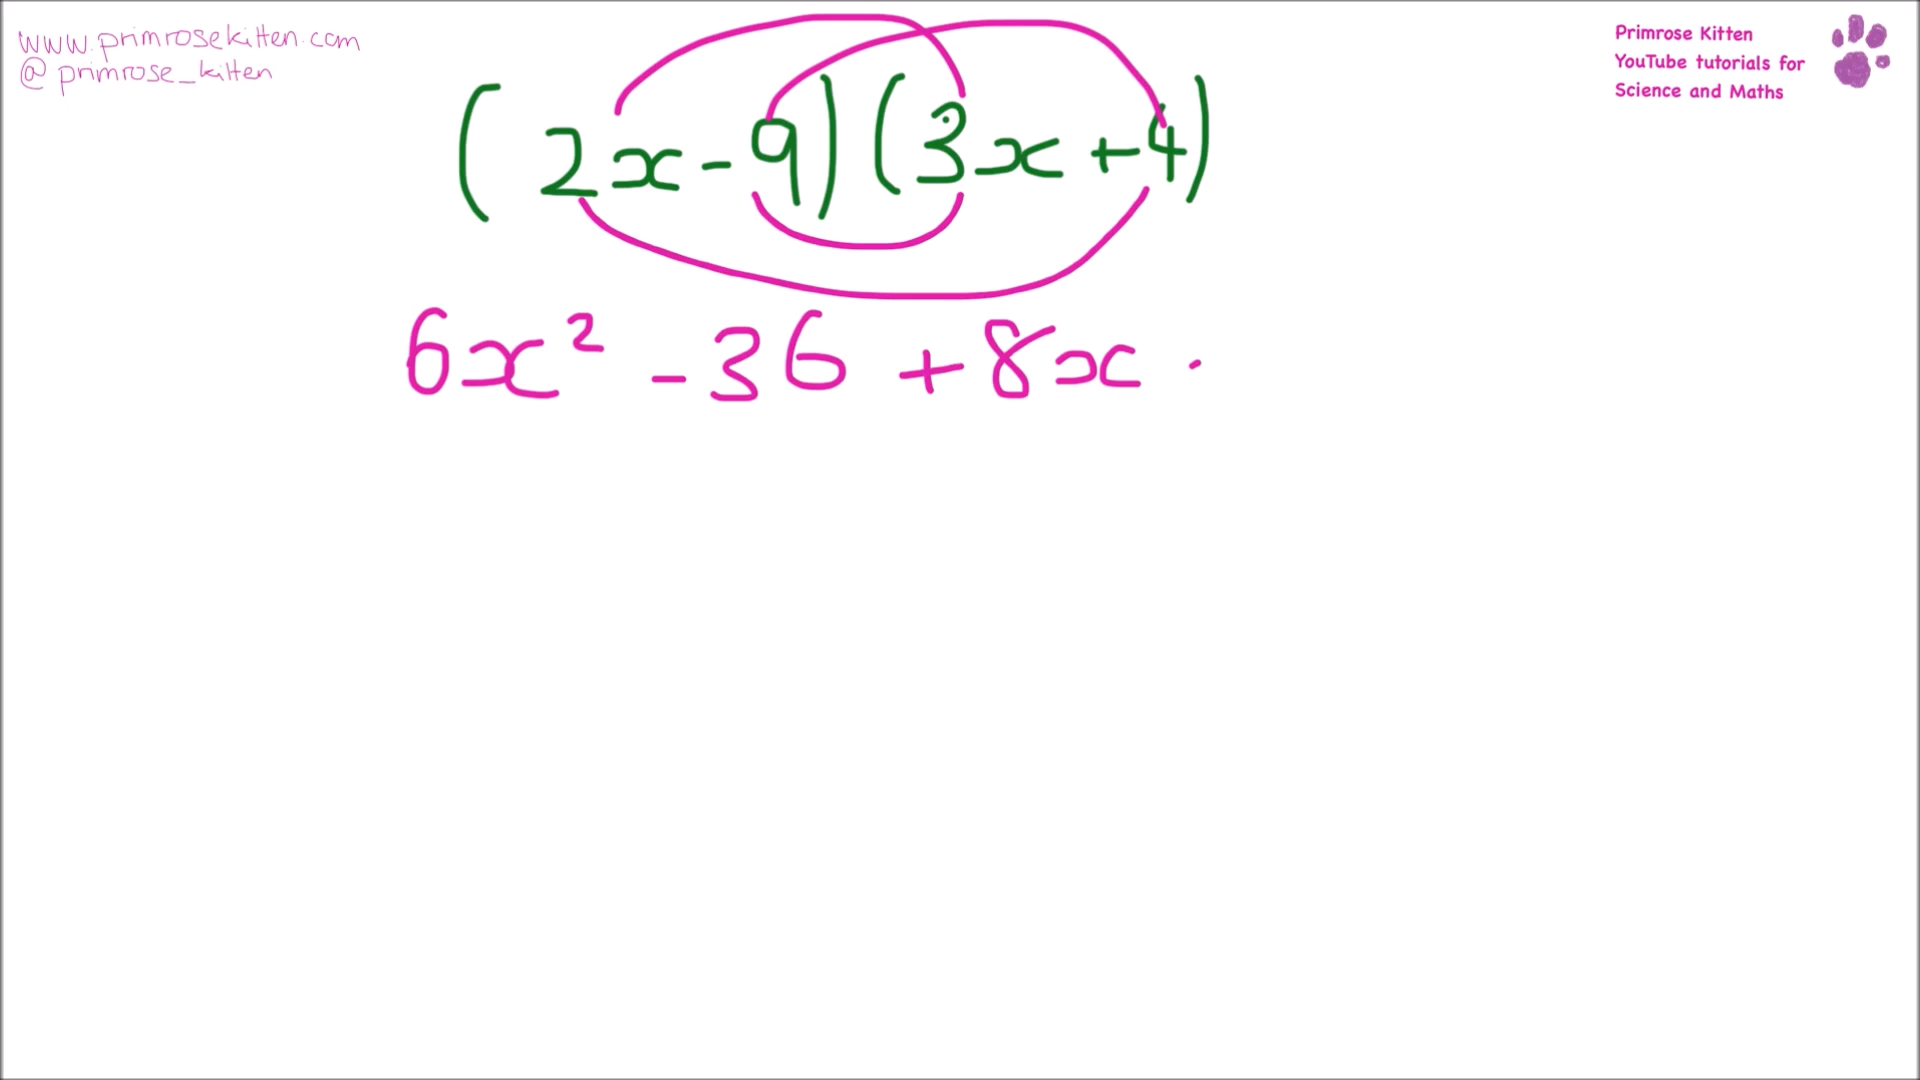 www.primrosekitten.com
@primrose_kitten
Primrose Kitten
YouTube tutorials for
Science and Maths
(2x-9)(3x+4)
6x² -36 +8x -